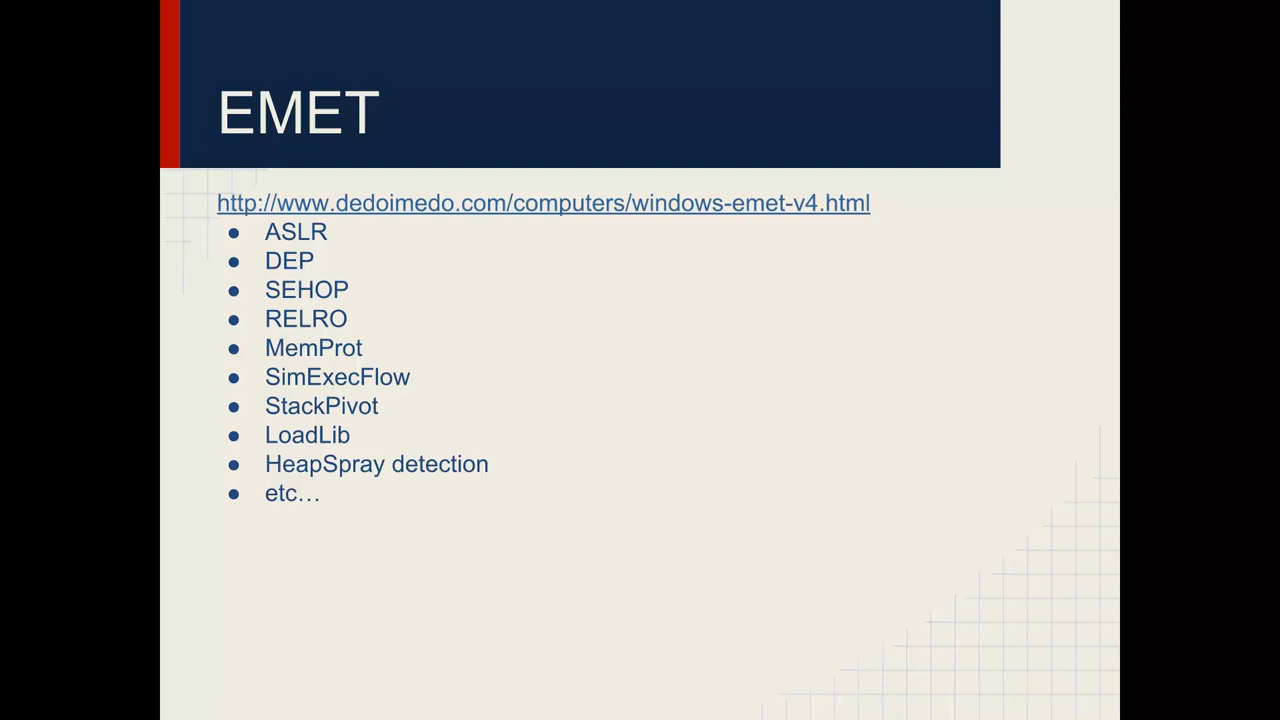 EMET
http://www.dedoimedo.com/computers/windows-emet-v4.html
● ASLR
● DEP
● SEHOP
● RELRO
● MemProt
● SimExecFlow
● StackPivot
● LoadLib
● HeapSpray detection
● etc…